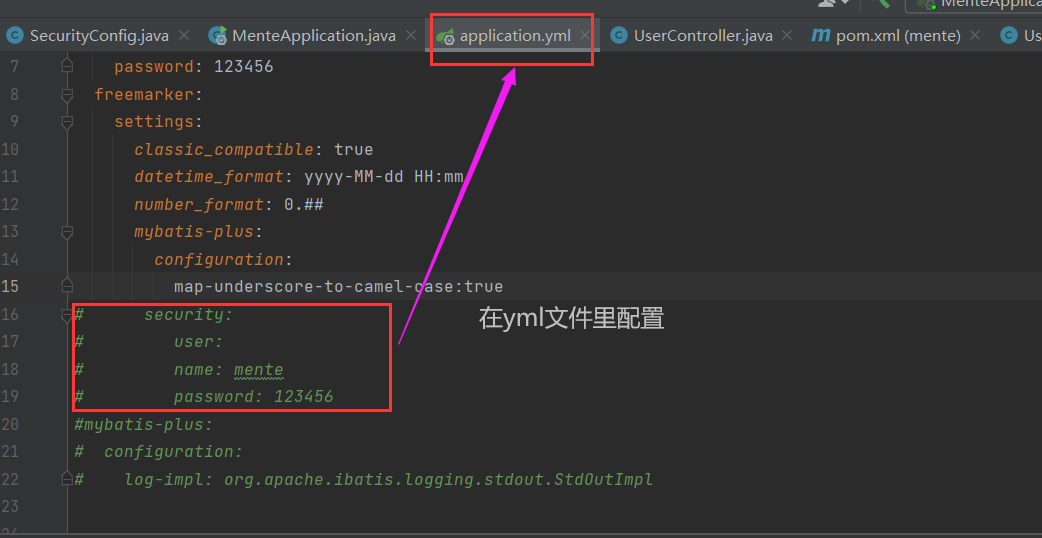 MenteApplic
SecurityConfig.java
MenteApplication.java
application.yml
UserController.java
pom.xml (mente)
Us
7 password: 123456
8 freemarker:
9 settings:
10 classic_compatible: true
11 datetime_format: yyyy-MM-dd HH:mm
12 number_format: 0.##
13 mybatis-plus:
14 configuration:
15 map-underscore-to-camel-case:true
16 # security:
在yml文件里配置
17 # user:
18 # name: mente
19 # password: 123456
20 #mybatis-plus:
21 # configuration:
22 # log-impl: org.apache.ibatis.logging.stdout.StdOutImpl
23